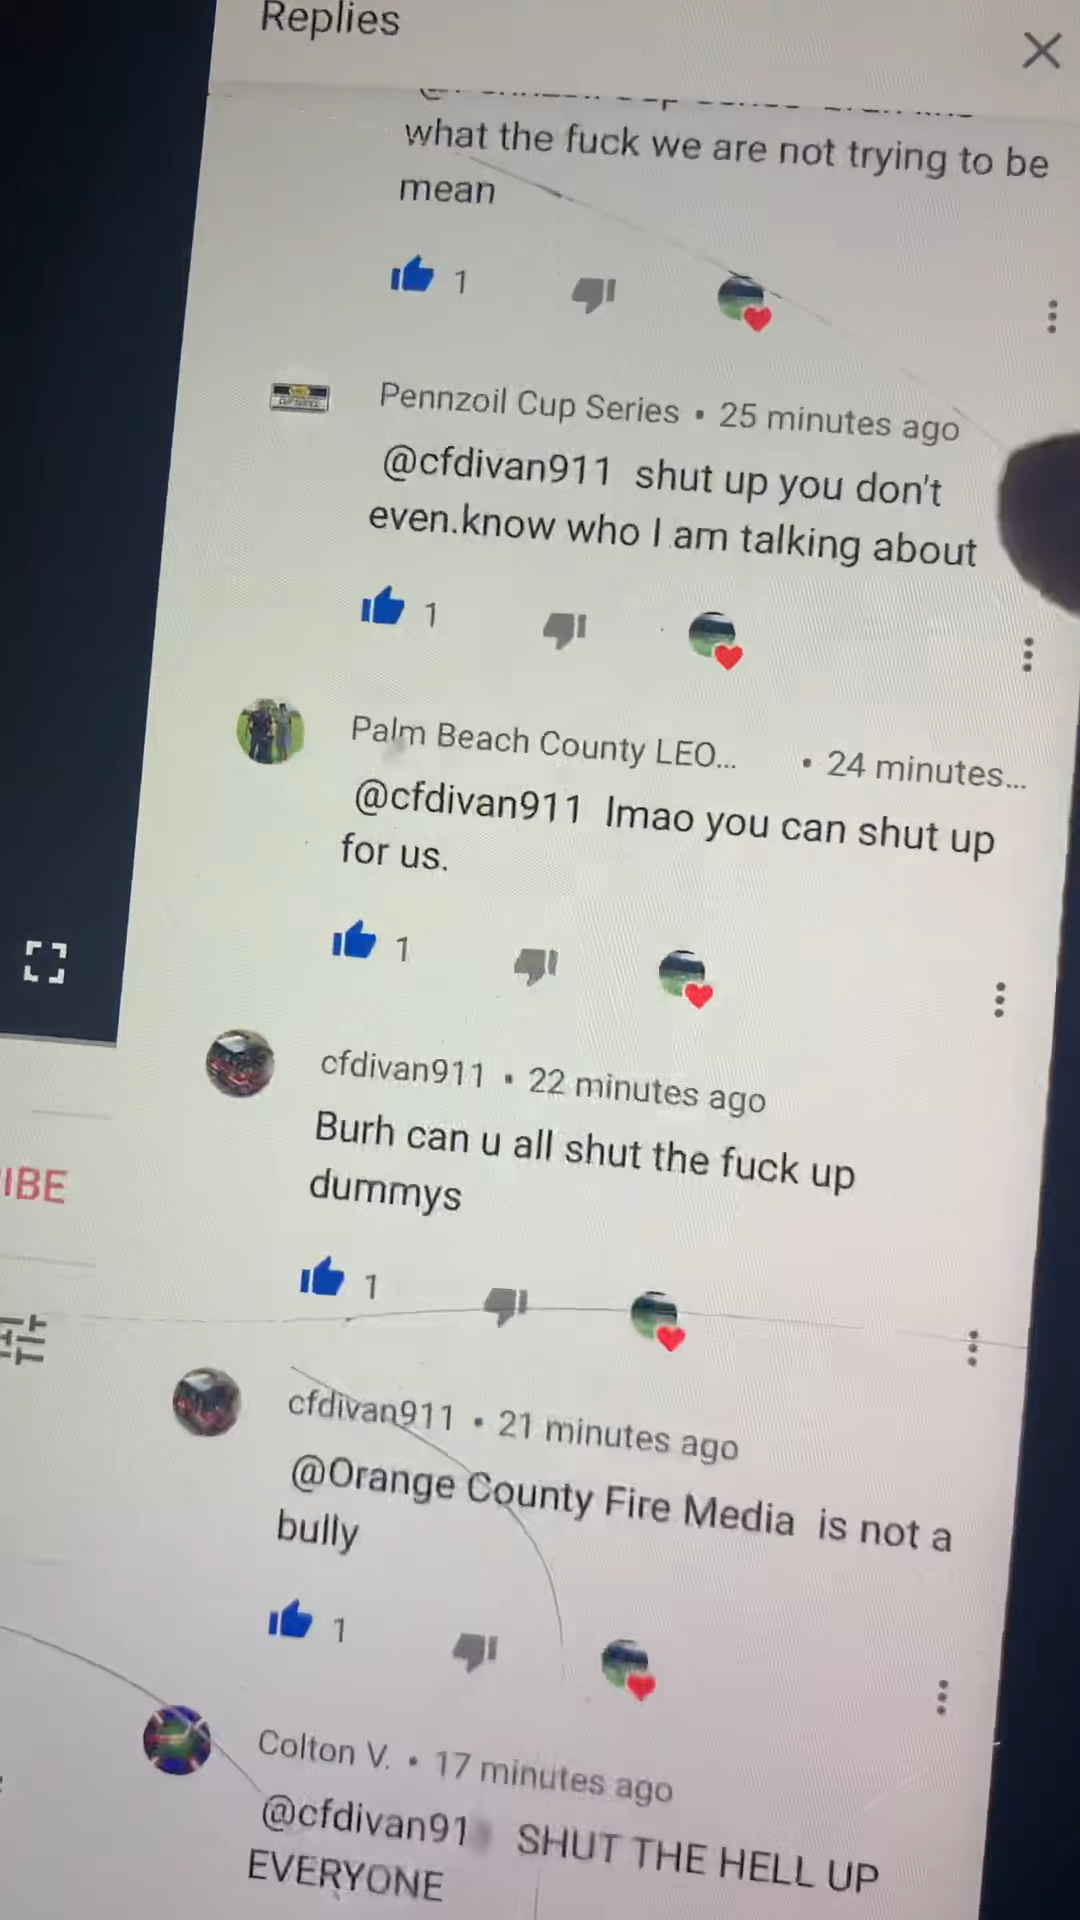 Replies
what the fuck we are not trying to be
mean
1
Pennzoil Cup Series • 25 minutes ago
@cfdivan911 shut up you don't
even.know who I am talking about
1
Palm Beach County LEO... • 24 minutes...
@cfdivan911 lmao you can shut up
for us.
1
cfdivan911 • 22 minutes ago
Burh can u all shut the fuck up
dummys
1
IBE
cfdivan911 • 21 minutes ago
@Orange County Fire Media is not a
bully
1
Colton V. • 17 minutes ago
@cfdivan91 SHUT THE HELL UP
EVERYONE